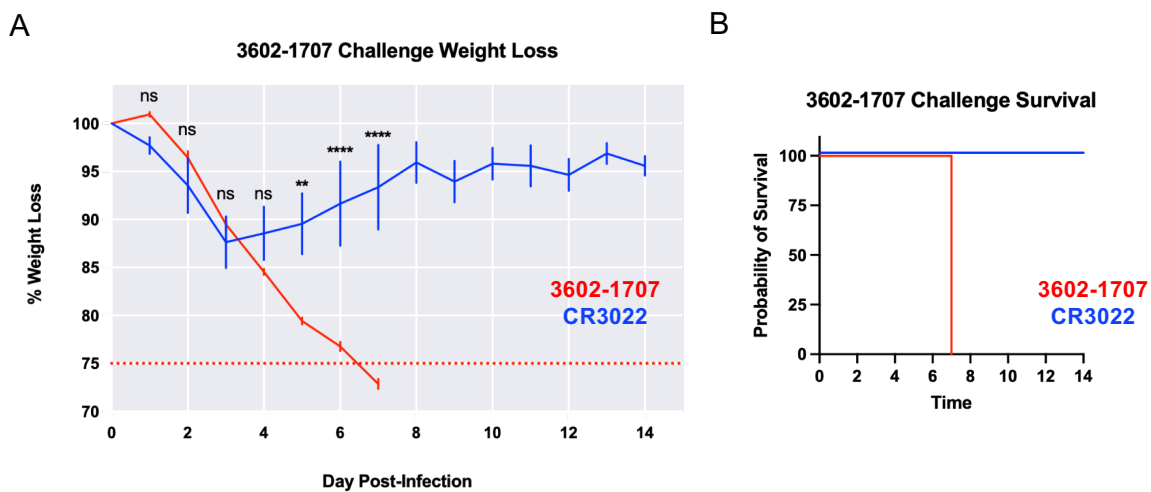 A
3602-1707 Challenge Weight Loss
% Weight Loss
100
95
90
85
80
75
70
ns
ns
ns
ns
**
****
****
3602-1707
CR3022
0
2
4
6
8
10
12
14
Day Post-Infection
B
3602-1707 Challenge Survival
Probability of Survival
100
75
50
25
0
3602-1707
CR3022
0
2
4
6
8
10
12
14
Time